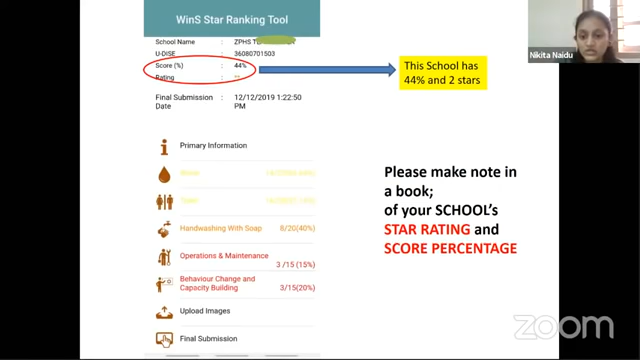 WinS Star Ranking Tool
School Name : ZPHS
U-DISE : 36080701503
Score (%) : 44%
Rating : **
Final Submission : 12/12/2019 1:22:50
Date PM
Primary Information
Water
Toilet
Handwashing With Soap 8/20(40%)
Operations & Maintenance
3 /15 (15%)
Behaviour Change and
Capacity Building 3/15(20%)
Upload Images
Final Submission
This School has
44% and 2 stars
Please make note in
a book;
of your SCHOOL's
STAR RATING and
SCORE PERCENTAGE
Nikita Naidu
zoom